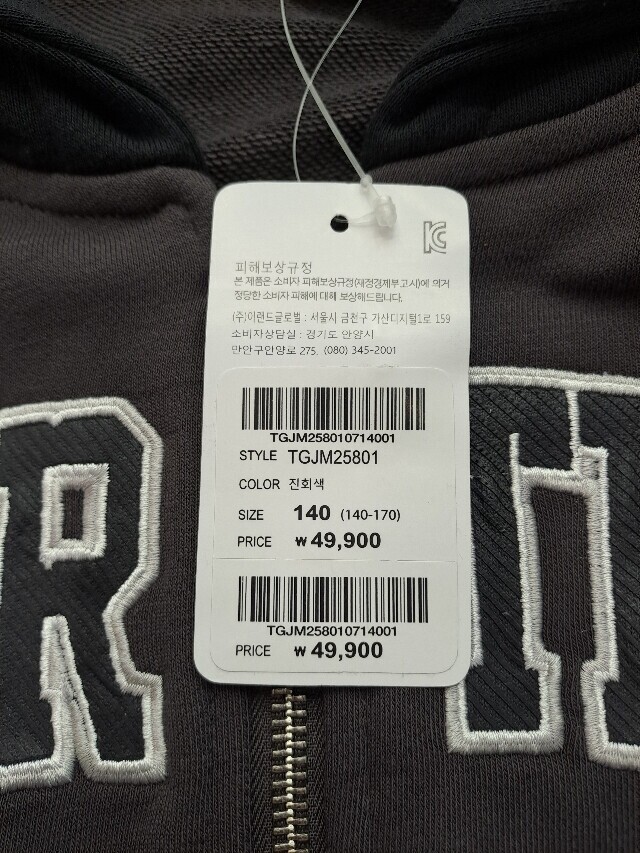 피해보상규정
본 제품은 소비자 피해보상규정(재정경제부고시)에 의거
정당한 소비자 피해에 대해 보상해드립니다.
(주)이랜드글로벌 : 서울시 금천구 가산디지털1로 159
소비자상담실 : 경기도 안양시
만안구안양로 275, (080) 345-2001
TGJM258010714001
STYLE TGJM25801
COLOR 진회색
SIZE 140 (140-170)
PRICE ₩ 49,900
TGJM258010714001
PRICE ₩ 49,900
R